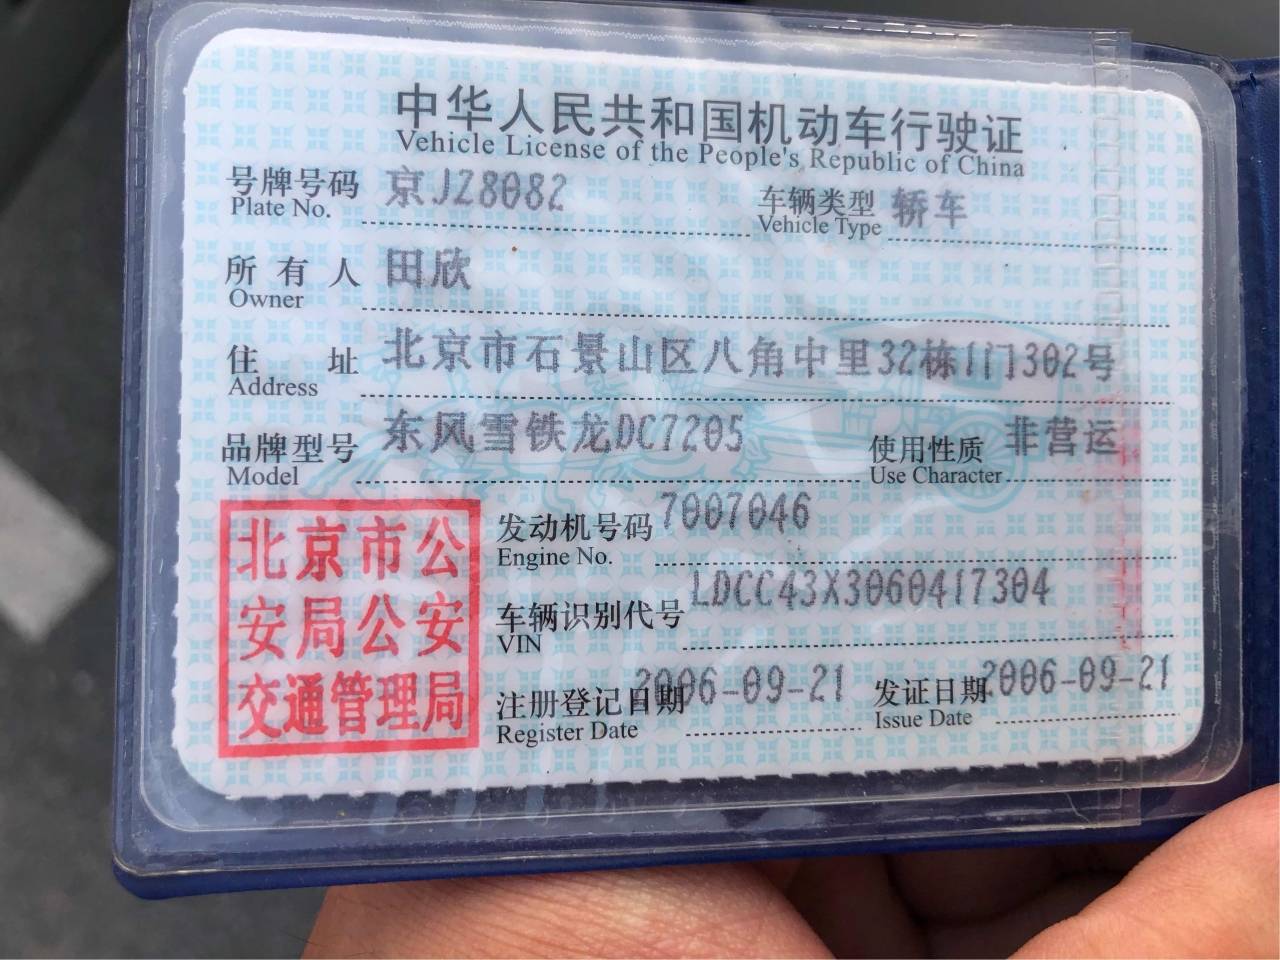 中华人民共和国机动车行驶证
Vehicle License of the People's Republic of China
号牌号码 京JZ8082 车辆类型 轿车
Plate No. Vehicle Type
所有人 田欣
Owner
住址 北京市石景山区八角中里32栋1门302号
Address
品牌型号 东风雪铁龙DC7205 使用性质 非营运
Model Use Character
北京市公
安局公安
交通管理局
发动机号码 7007046
Engine No.
车辆识别代号 LDCC43X3060417304
VIN
注册登记日期 2006-09-21 发证日期 2006-09-21
Register Date Issue Date